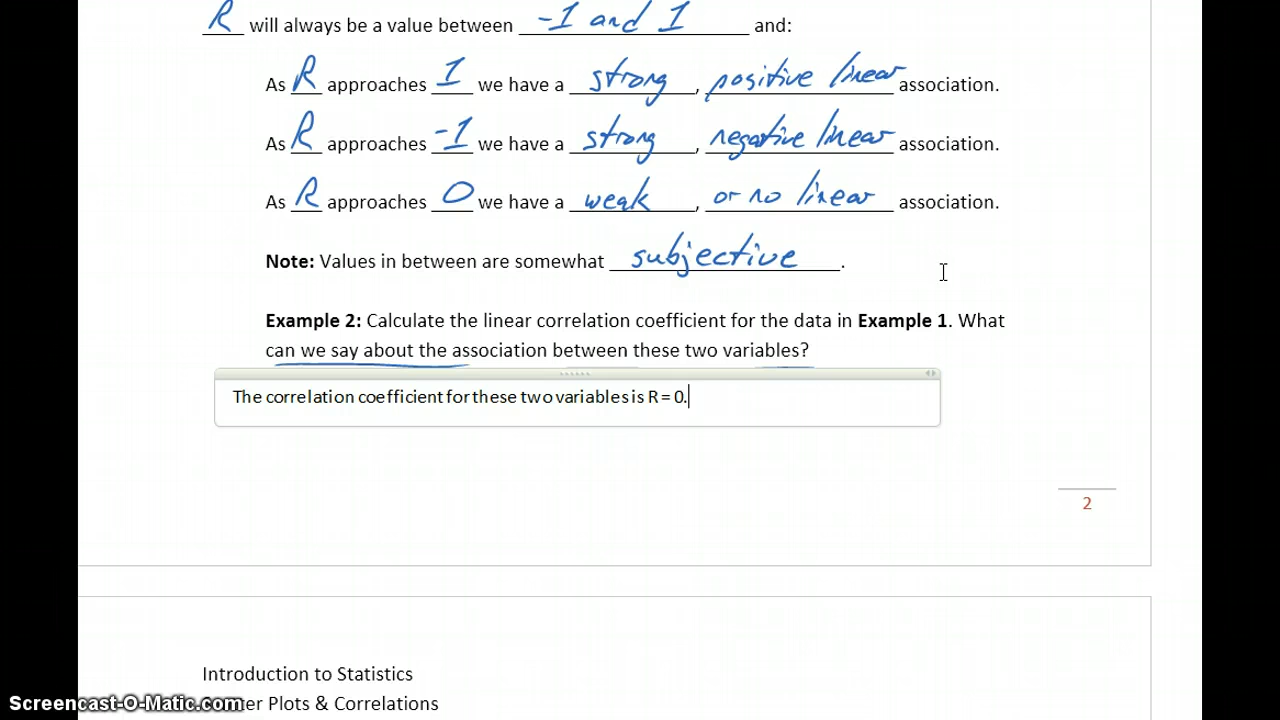 R will always be a value between -1 and 1 and:
As R approaches 1 we have a strong, positive linear association.
As R approaches -1 we have a strong, negative linear association.
As R approaches 0 we have a weak, or no linear association.
Note: Values in between are somewhat subjective.
Example 2: Calculate the linear correlation coefficient for the data in Example 1. What
can we say about the association between these two variables?
The correlation coefficient for these two variables is R = 0.
2
Introduction to Statistics
Screencast-O-Matic.com
er Plots & Correlations